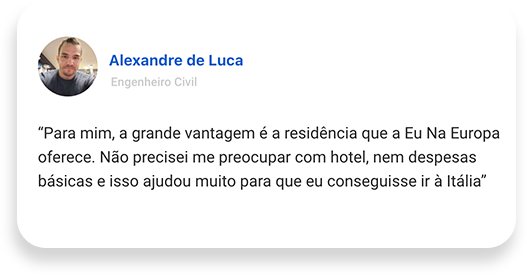 Alexandre de Luca
Engenheiro Civil
“Para mim, a grande vantagem é a residência que a Eu Na Europa
oferece. Não precisei me preocupar com hotel, nem despesas
básicas e isso ajudou muito para que eu conseguisse ir à Itália”